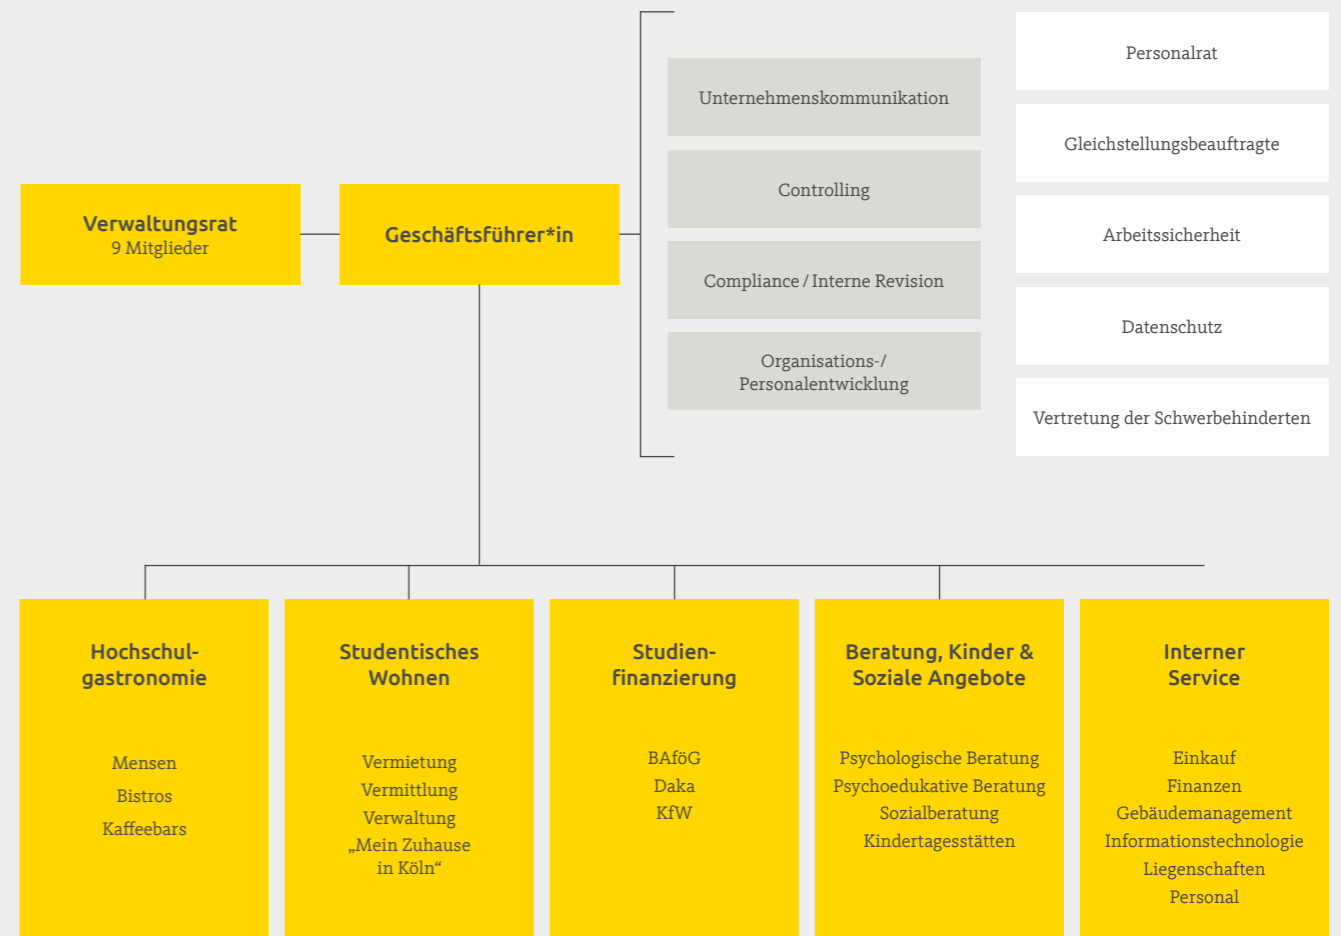 Verwaltungsrat
9 Mitglieder
Geschäftsführer*in
Unternehmenskommunikation
Controlling
Compliance / Interne Revision
Organisations-/
Personalentwicklung
Personalrat
Gleichstellungsbeauftragte
Arbeitssicherheit
Datenschutz
Vertretung der Schwerbehinderten
Hochschul-
gastronomie
Mensen
Bistros
Kaffeebars
Studentisches
Wohnen
Vermietung
Vermittlung
Verwaltung
„Mein Zuhause
in Köln“
Studien-
finanzierung
BAföG
Daka
KfW
Beratung, Kinder &
Soziale Angebote
Psychologische Beratung
Psychoedukative Beratung
Sozialberatung
Kindertagesstätten
Interner
Service
Einkauf
Finanzen
Gebäudemanagement
Informationstechnologie
Liegenschaften
Personal